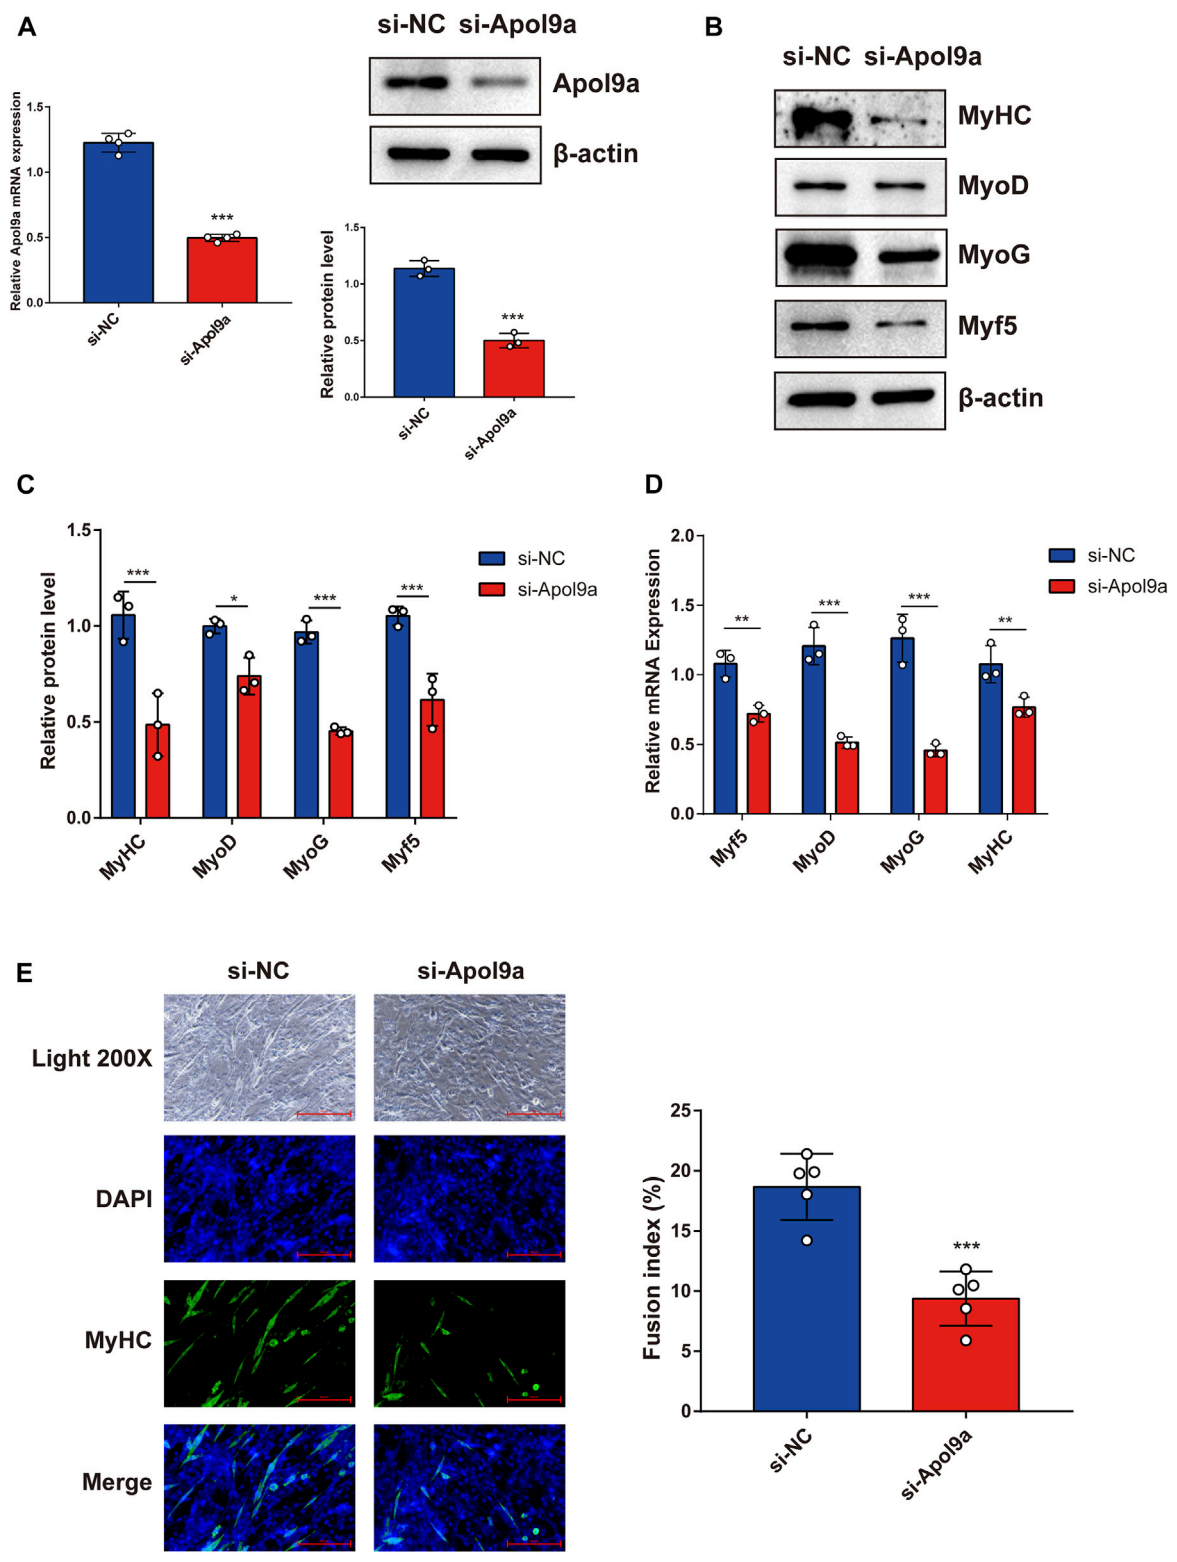 A
si-NC si-Apol9a
Apol9a
β-actin
Relative Apol9a mRNA expression
1.5
1.0
0.5
0.0
***
si-NC
si-Apol9a
Relative protein level
1.5
1.0
0.5
0.0
***
si-NC
si-Apol9a
B
si-NC si-Apol9a
MyHC
MyoD
MyoG
Myf5
β-actin
C
Relative protein level
1.5
1.0
0.5
0.0
***
*
***
***
MyHC
MyoD
MyoG
Myf5
si-NC
si-Apol9a
D
Relative mRNA Expression
2.0
1.5
1.0
0.5
0.0
**
***
***
**
Myf5
MyoD
MyoG
MyHC
si-NC
si-Apol9a
E
si-NC si-Apol9a
Light 200X
DAPI
MyHC
Merge
Fusion index (%)
25
20
15
10
5
0
***
si-NC
si-Apol9a